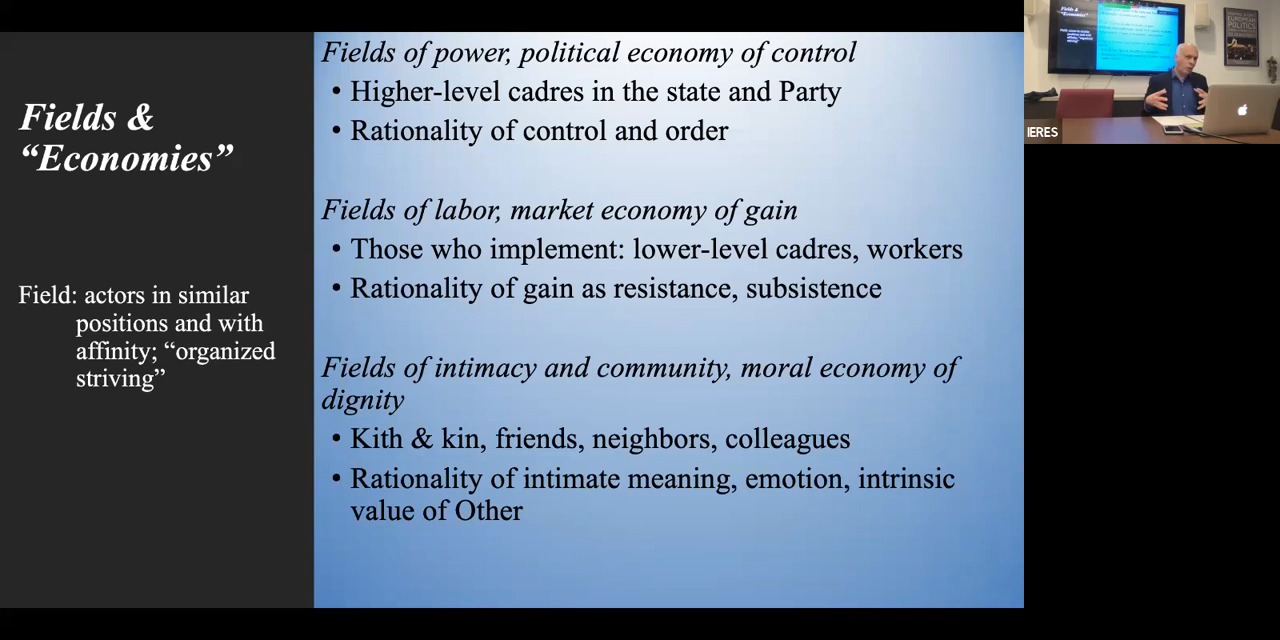 Fields &
“Economies”
Field: actors in similar
positions and with
affinity; “organized
striving”
Fields of power, political economy of control
• Higher-level cadres in the state and Party
• Rationality of control and order
Fields of labor, market economy of gain
• Those who implement: lower-level cadres, workers
• Rationality of gain as resistance, subsistence
Fields of intimacy and community, moral economy of
dignity
• Kith & kin, friends, neighbors, colleagues
• Rationality of intimate meaning, emotion, intrinsic
value of Other
Fields &
“Economies”
EUROPEAN
POLITICS
IERES